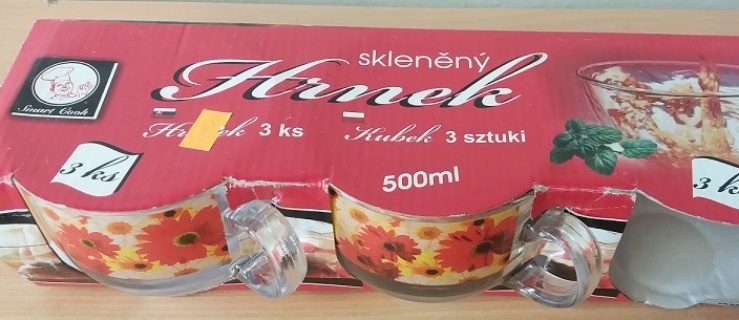 skleněný
Hrnek
Smart Cook
3 ks
Kubek 3 sztuki
3 ks
500ml
3 ks